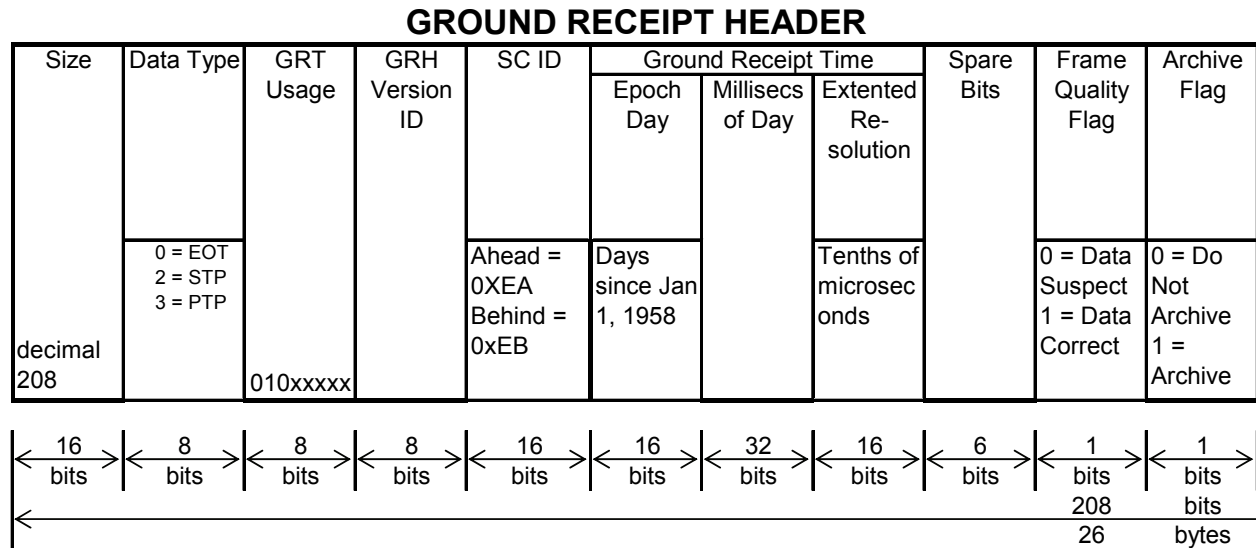 GROUND RECEIPT HEADER
Size
Data Type
GRT
Usage
GRH
Version
ID
SC ID
Ground Receipt Time
Epoch
Day
Millisecs
of Day
Extented
Re-
solution
Spare
Bits
Frame
Quality
Flag
Archive
Flag
decimal
208
0 = EOT
2 = STP
3 = PTP
010xxxxx
Ahead =
0XEA
Behind =
0xEB
Days
since Jan
1, 1958
Tenths of
microsec
onds
0 = Data
Suspect
1 = Data
Correct
0 = Do
Not
Archive
1 =
Archive
16
bits
8
bits
8
bits
8
bits
16
bits
16
bits
32
bits
16
bits
6
bits
1
bits
1
bits
208 bits
26 bytes